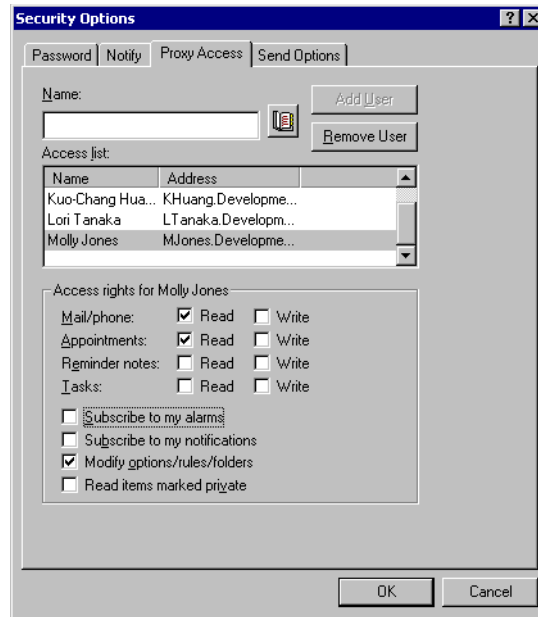 Security Options
Password Notify Proxy Access Send Options
Name:
Add User
Remove User
Access list:
Name Address
Kuo-Chang Hua... KHuang.Developme...
Lori Tanaka LTanaka.Developm...
Molly Jones MJones.Developme...
Access rights for Molly Jones
Mail/phone: Read Write
Appointments: Read Write
Reminder notes: Read Write
Tasks: Read Write
Subscribe to my alarms
Subscribe to my notifications
Modify options/rules/folders
Read items marked private
OK Cancel